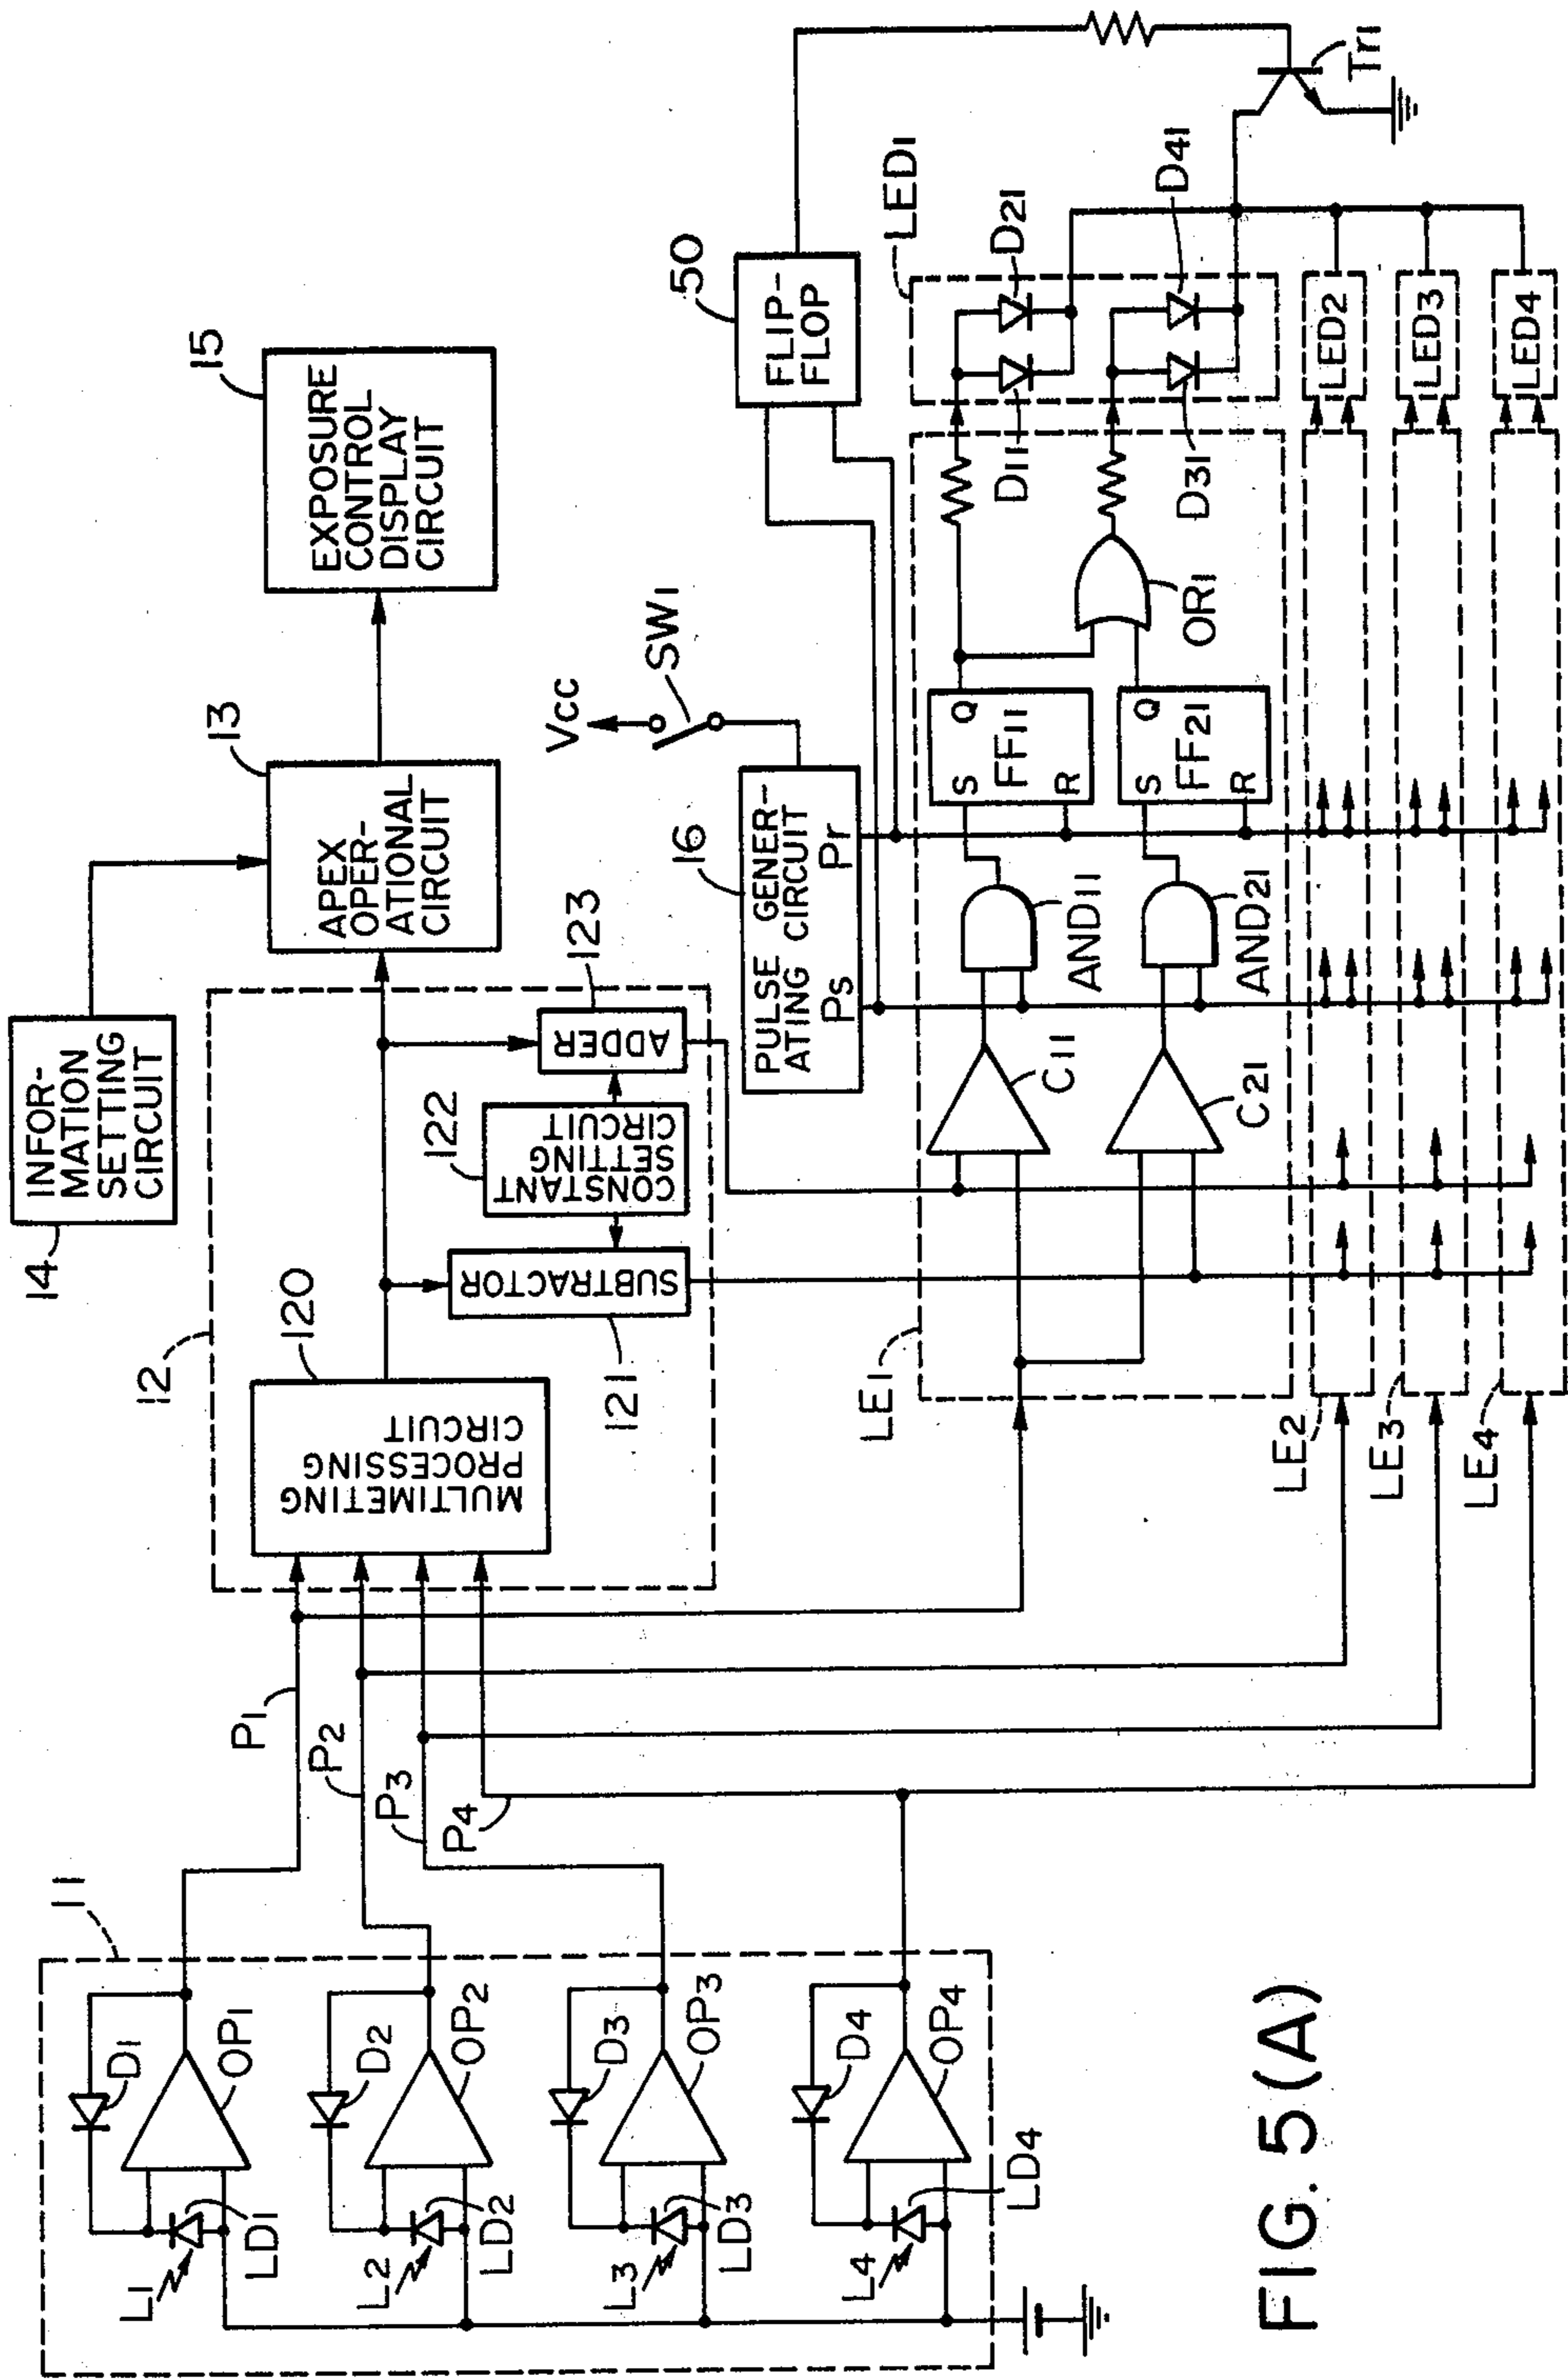 INFOR-
MATION
SETTING
CIRCUIT
14
APEX
OPER-
ATIONAL
CIRCUIT
13
EXPOSURE
CONTROL
DISPLAY
CIRCUIT
15
12
MULTIMETING
PROCESSING
CIRCUIT
120
SUBTRACTOR
121
CONSTANT
SETTING
CIRCUIT
122
ADDER
123
11
D1
OP1
L1
LD1
D2
OP2
L2
LD2
D3
OP3
L3
LD3
D4
OP4
L4
LD4
P1
P2
P3
P4
PULSE GENER-
ATING CIRCUIT
Ps
Pr
16
Vcc
SW1
FLIP-
FLOP
50
LE1
C11
C21
AND11
AND21
S
Q
FF11
R
S
Q
FF21
R
OR1
LED1
D11
D21
D31
D41
Tr1
LE2
LED2
LE3
LED3
LE4
LED4
FIG. 5 (A)